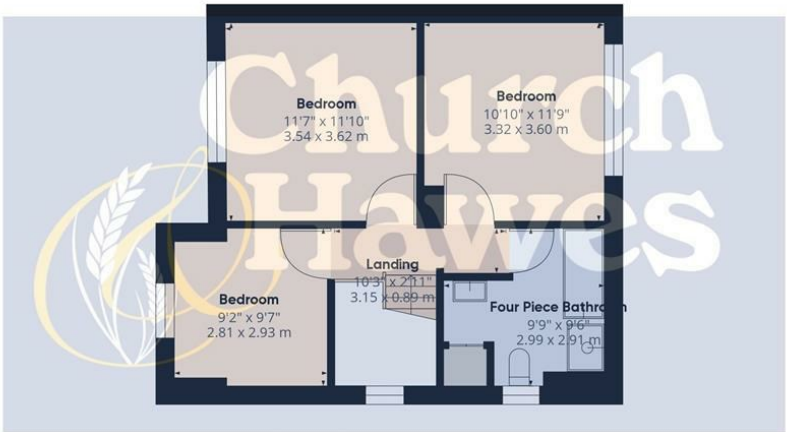 Church
Hawes
Bedroom
11'7" x 11'10"
3.54 x 3.62 m
Bedroom
10'10" x 11'9"
3.32 x 3.60 m
Landing
10'3" x 2'11"
3.15 x 0.89 m
Bedroom
9'2" x 9'7"
2.81 x 2.93 m
Four Piece Bathroom
9'9" x 9'6"
2.99 x 2.91 m